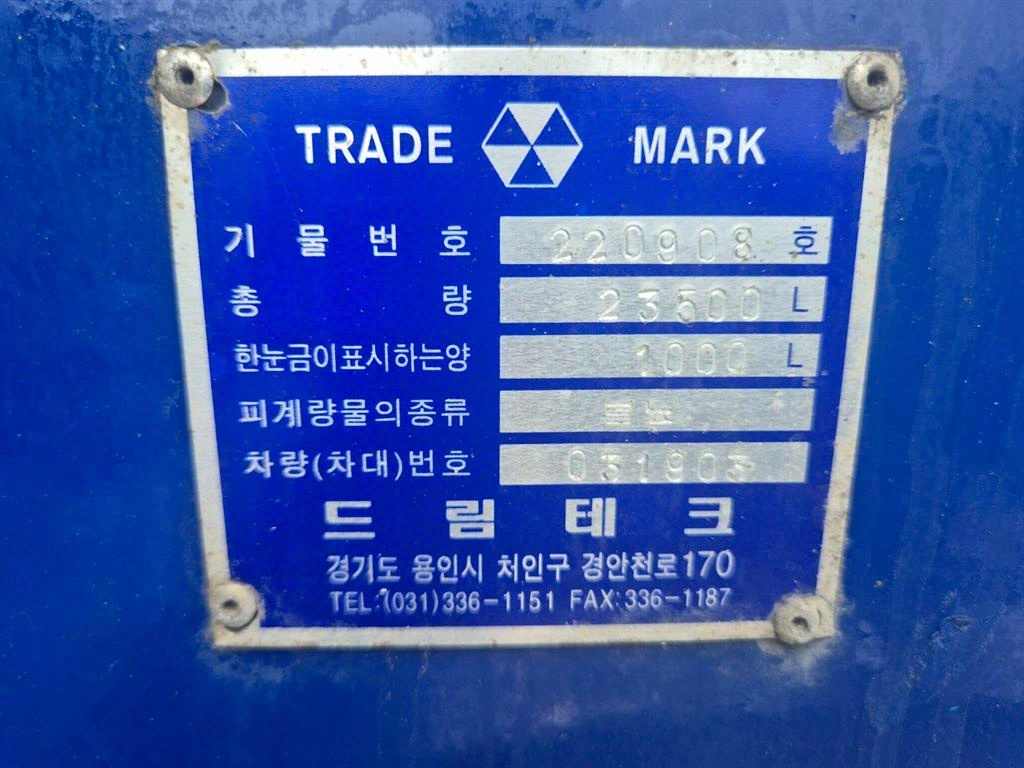 TRADE MARK
기물번호 220908 호
총량 23500 L
한눈금이표시하는양 1000 L
피계량물의종류
차량(차대)번호 031903
드림테크
경기도 용인시 처인구 경안천로170
TEL:(031)336-1151 FAX:336-1187